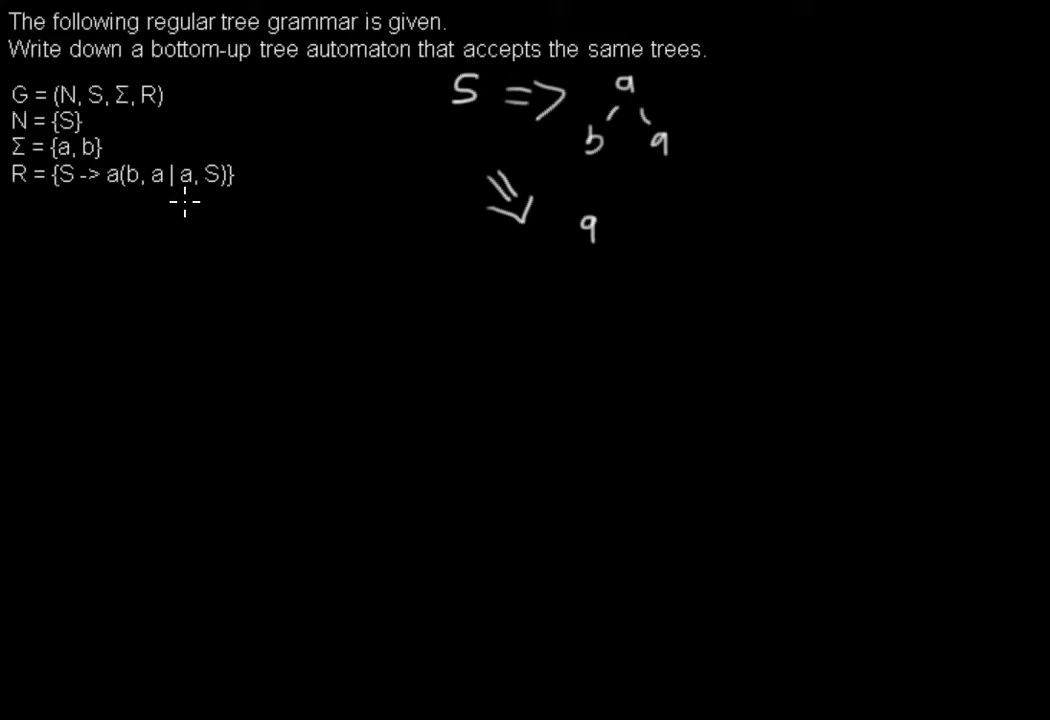 The following regular tree grammar is given.
Write down a bottom-up tree automaton that accepts the same trees.
G = (N, S, Σ, R)
N = {S}
Σ = {a, b}
R = {S -> a(b, a | a, S)}
S => a
b a
=> a